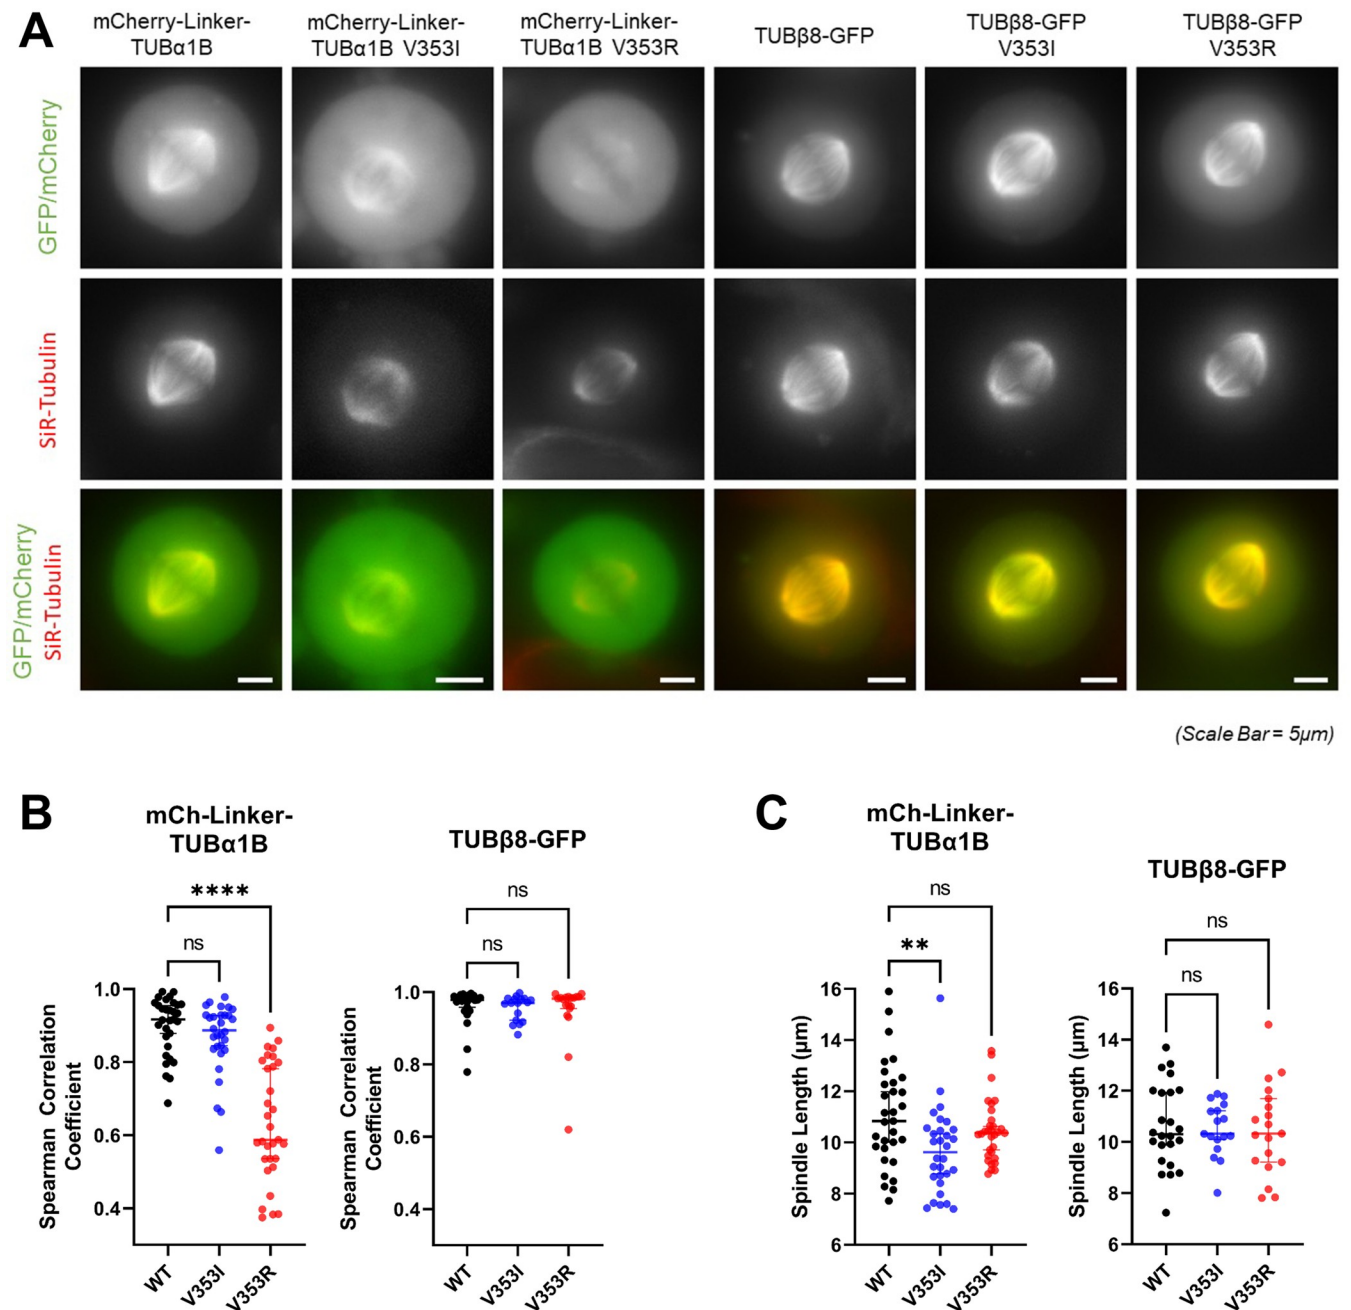 A
mCherry-Linker-
TUBα1B
mCherry-Linker-
TUBα1B V353I
mCherry-Linker-
TUBα1B V353R
TUBβ8-GFP
TUBβ8-GFP
V353I
TUBβ8-GFP
V353R
GFP/mCherry
SiR-Tubulin
GFP/mCherry
SiR-Tubulin
(Scale Bar = 5µm)
B
mCh-Linker-
TUBα1B
****
ns
Spearman Correlation
Coefficient
1.0
0.8
0.6
0.4
WT
V353I
V353R
TUBβ8-GFP
ns
ns
Spearman Correlation
Coefficient
1.0
0.8
0.6
0.4
WT
V353I
V353R
C
mCh-Linker-
TUBα1B
ns
**
Spindle Length (µm)
16
14
12
10
8
6
WT
V353I
V353R
TUBβ8-GFP
ns
ns
Spindle Length (µm)
16
14
12
10
8
6
WT
V353I
V353R